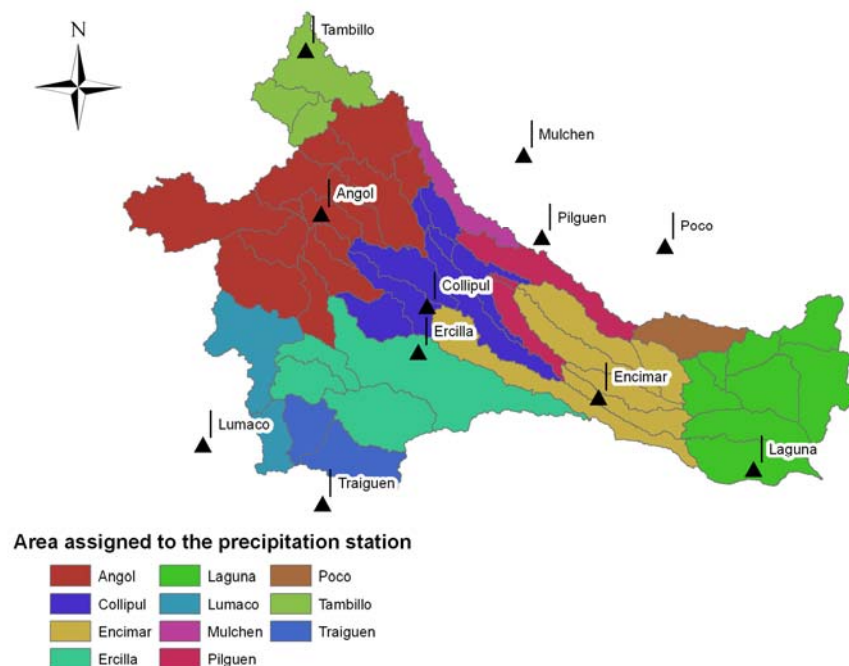 N
Tambillo
Mulchen
Angol
Pilguen
Poco
Collipul
Ercilla
Encimar
Lumaco
Laguna
Traiguen
Area assigned to the precipitation station
Angol Laguna Poco
Collipul Lumaco Tambillo
Encimar Mulchen Traiguen
Ercilla Pilguen